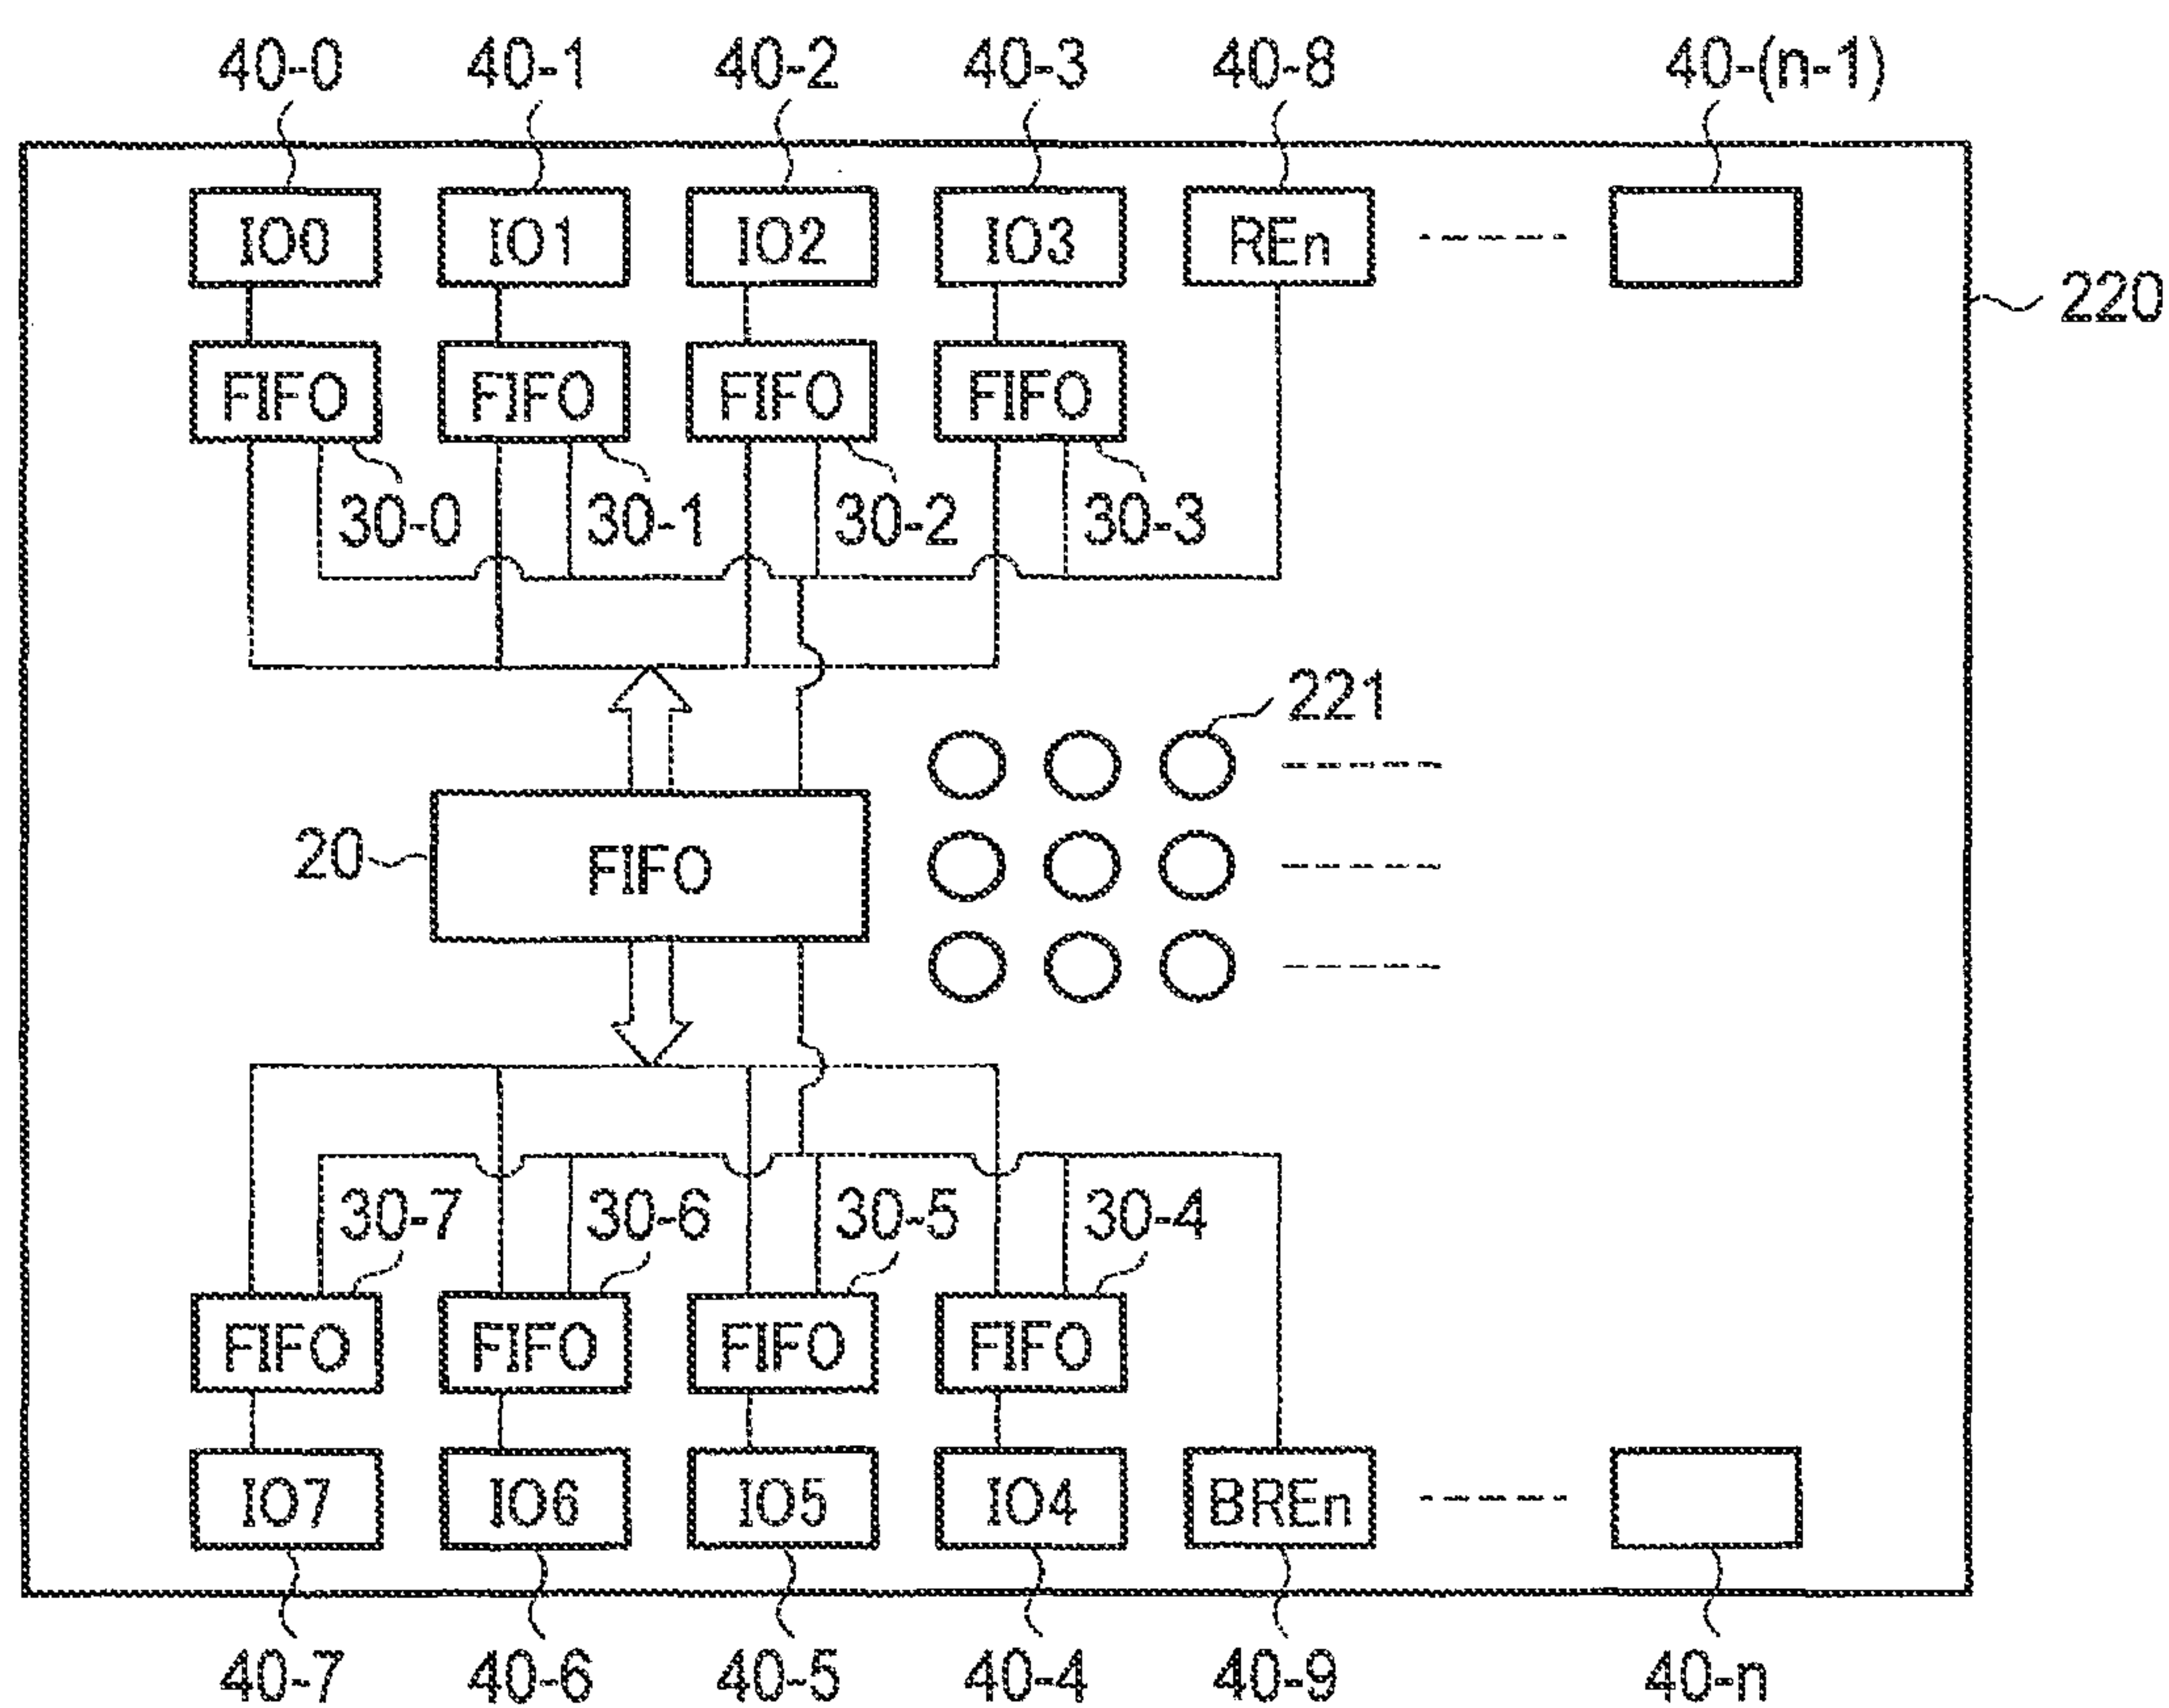 40-0 40-1 40-2 40-3 40-8 40-(n-1)
IO0 IO1 IO2 IO3 REn
220
FIFO FIFO FIFO FIFO
30-0 30-1 30-2 30-3
221
20 FIFO
30-7 30-6 30-5 30-4
FIFO FIFO FIFO FIFO
IO7 IO6 IO5 IO4 BREn
40-7 40-6 40-5 40-4 40-9 40-n